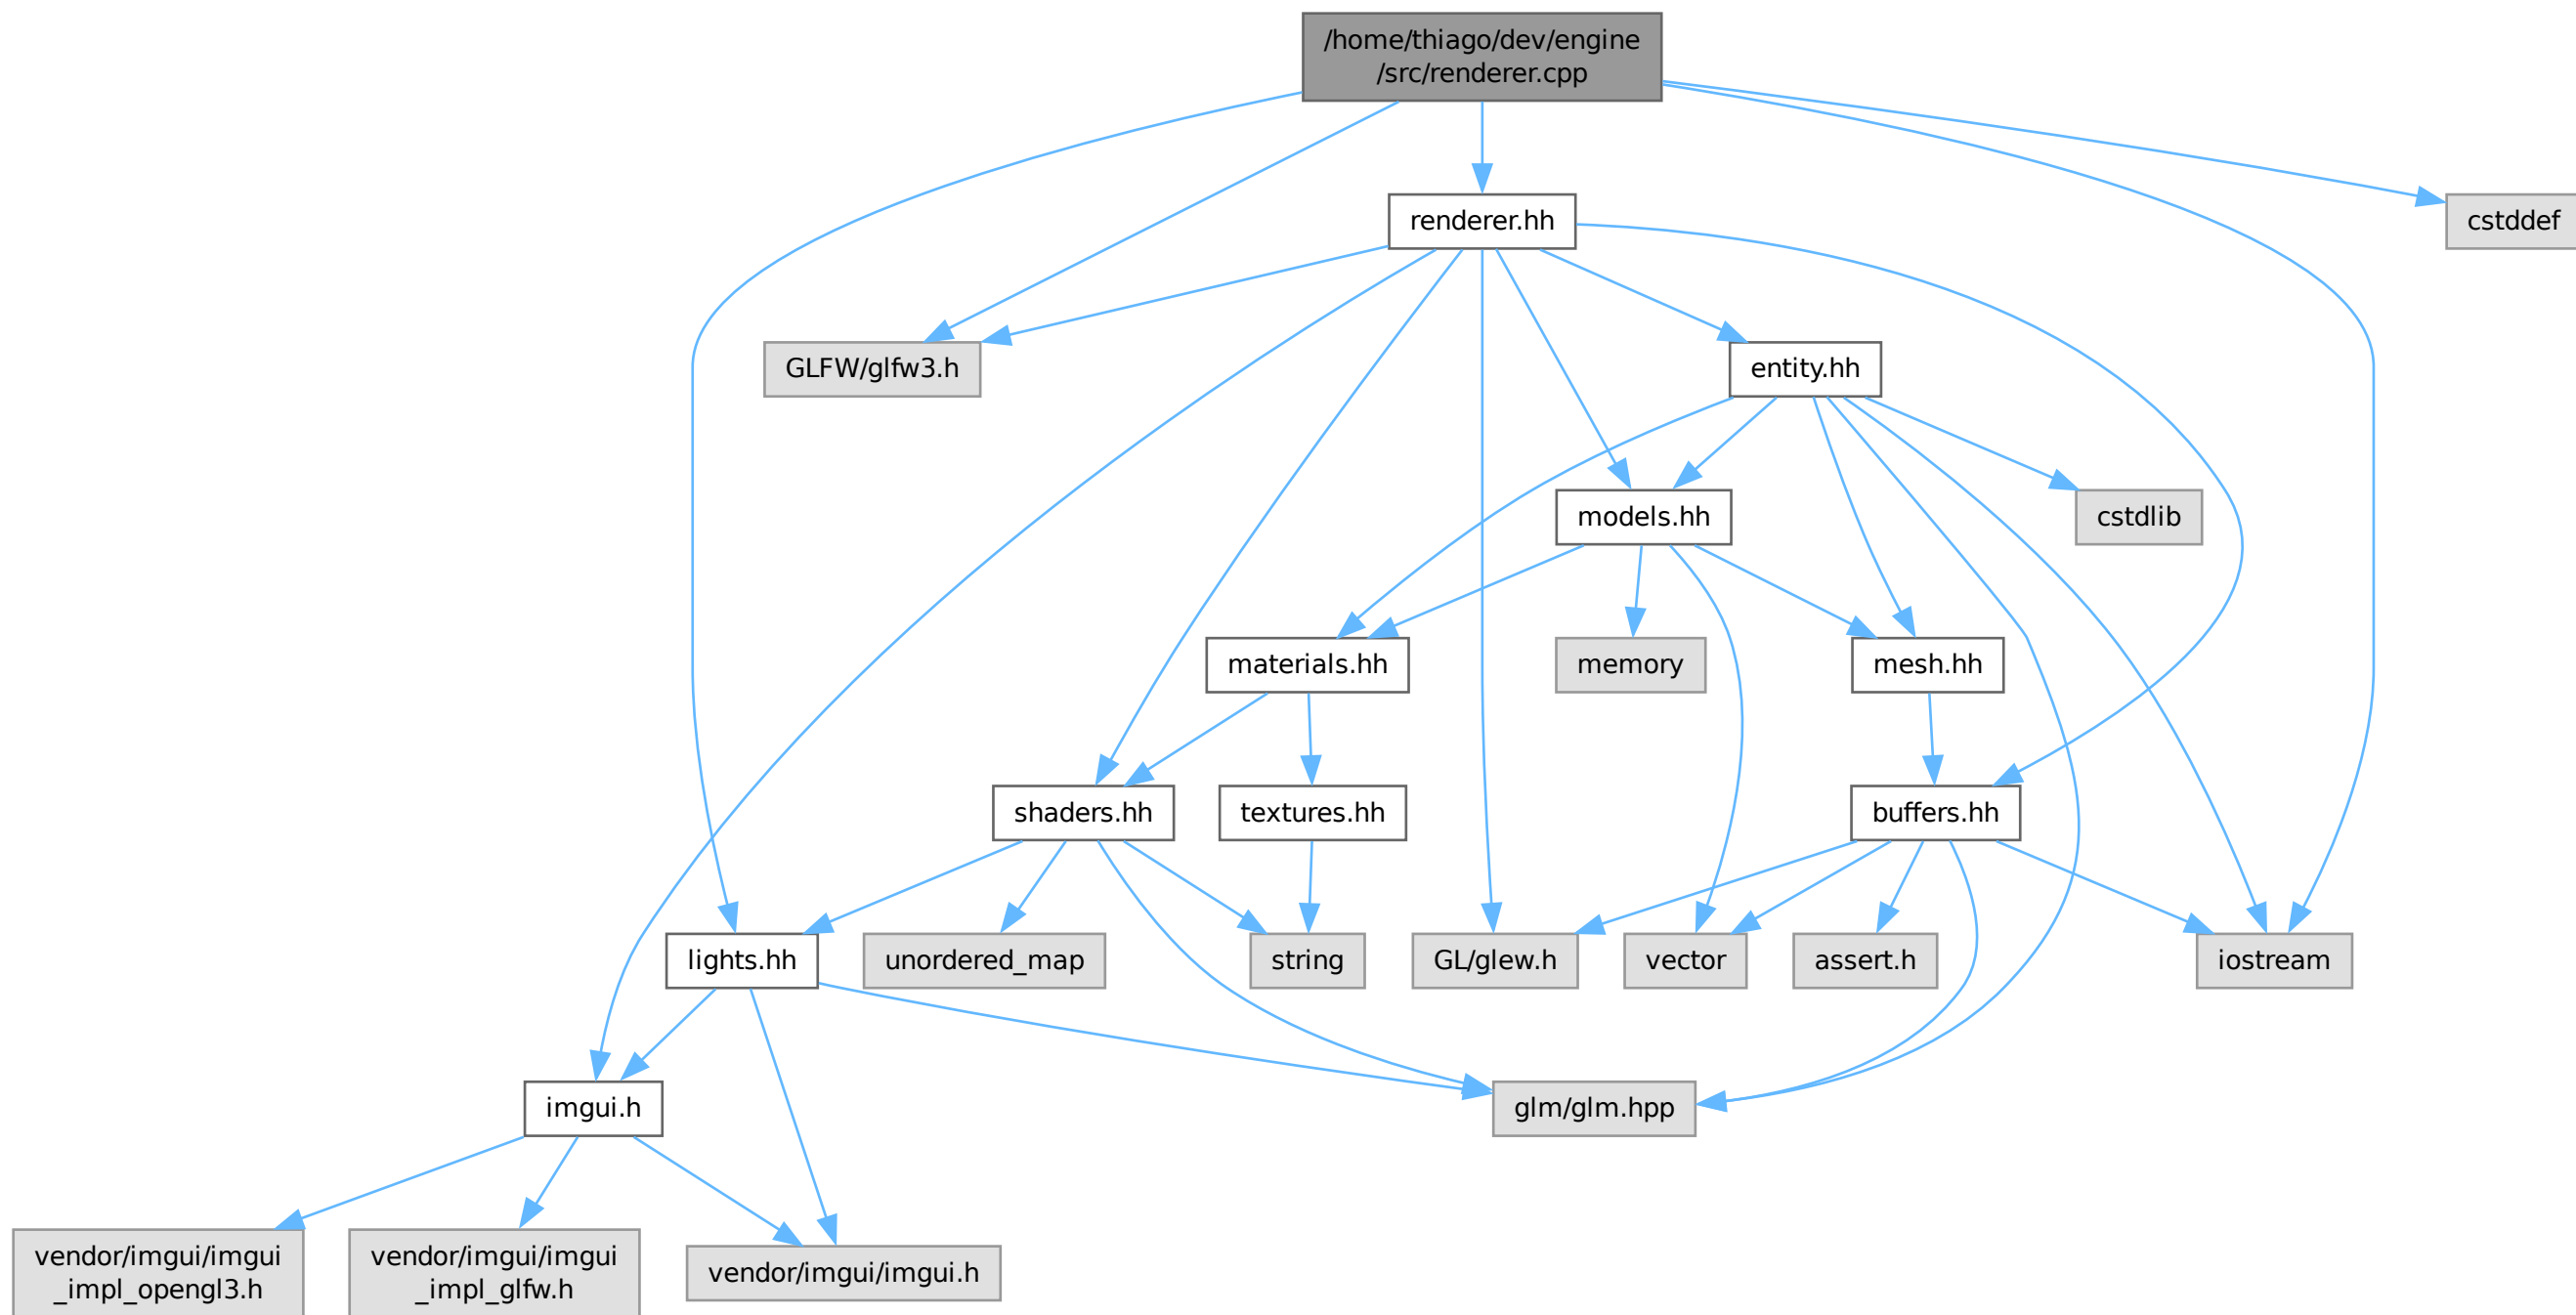 /home/thiago/dev/engine
/src/renderer.cpp
renderer.hh
cstddef
GLFW/glfw3.h
entity.hh
models.hh
cstdlib
materials.hh
memory
mesh.hh
shaders.hh
textures.hh
buffers.hh
lights.hh
unordered_map
string
GL/glew.h
vector
assert.h
iostream
imgui.h
glm/glm.hpp
vendor/imgui/imgui
_impl_opengl3.h
vendor/imgui/imgui
_impl_glfw.h
vendor/imgui/imgui.h